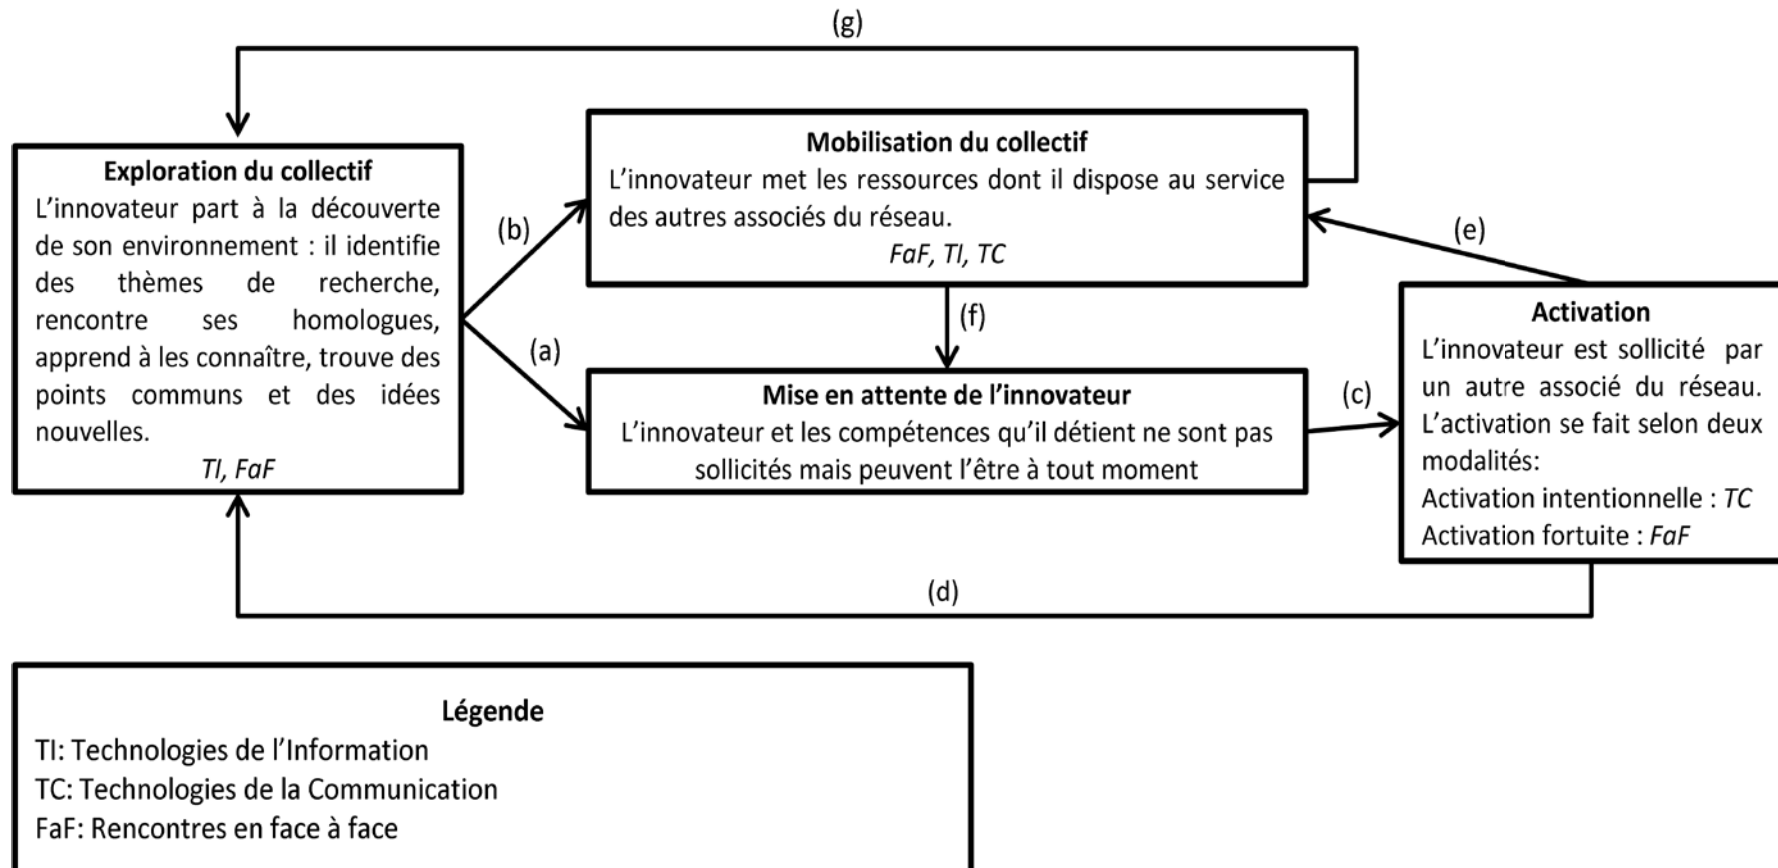 (g)
Exploration du collectif
L'innovateur part à la découverte
de son environnement : il identifie
des thèmes de recherche,
rencontre ses homologues,
apprend à les connaître, trouve des
points communs et des idées
nouvelles.
TI, FaF
(b)
(a)
Mobilisation du collectif
L'innovateur met les ressources dont il dispose au service
des autres associés du réseau.
FaF, TI, TC
(f)
Mise en attente de l'innovateur
L'innovateur et les compétences qu'il détient ne sont pas
sollicités mais peuvent l'être à tout moment
(e)
(c)
Activation
L'innovateur est sollicité par
un autre associé du réseau.
L'activation se fait selon deux
modalités:
Activation intentionnelle : TC
Activation fortuite : FaF
(d)
Légende
TI: Technologies de l'Information
TC: Technologies de la Communication
FaF: Rencontres en face à face